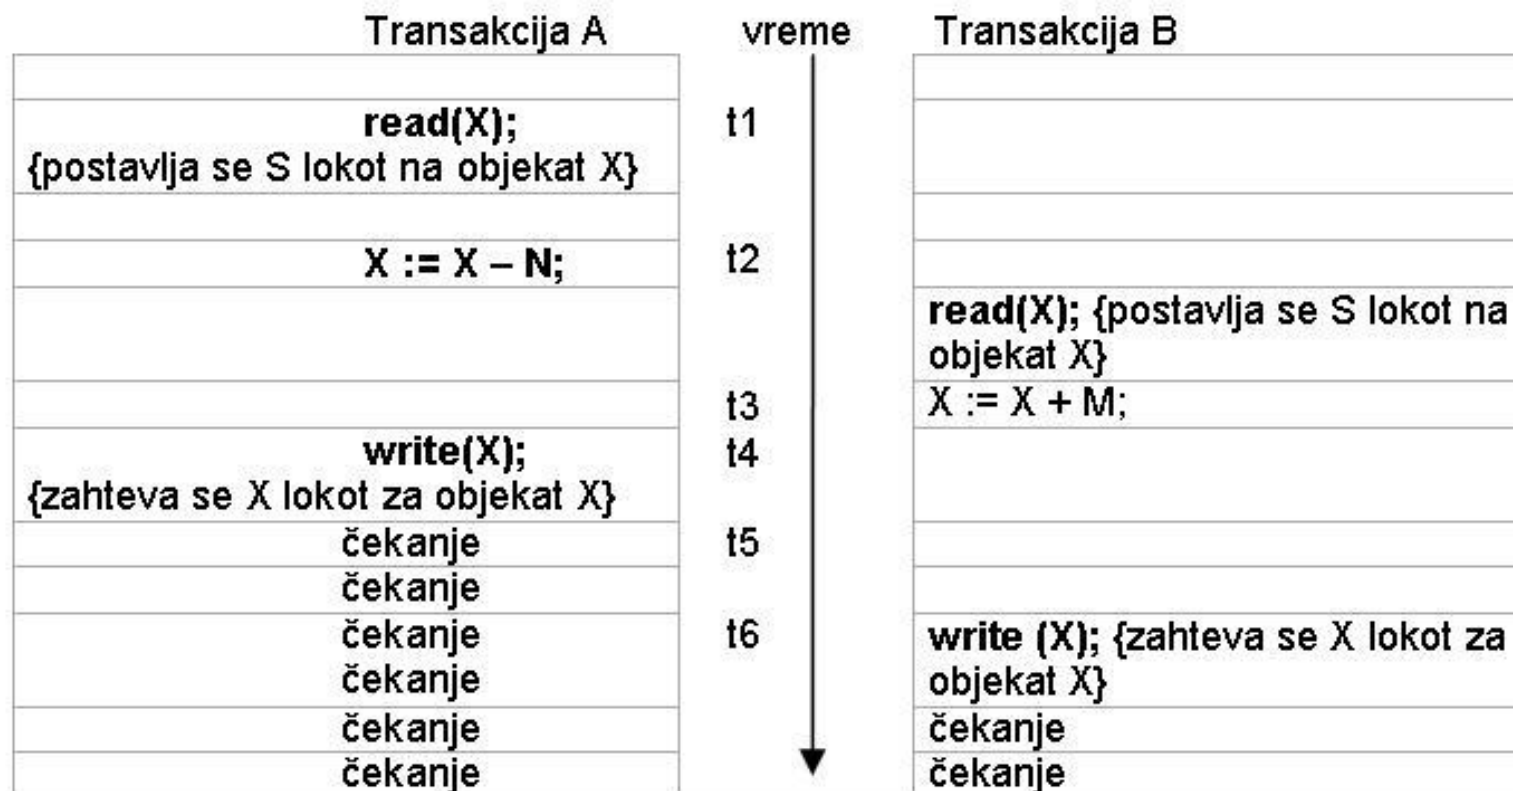 Transakcija A vreme Transakcija B
read(X); t1
{postavlja se S lokot na objekat X}
X := X – N; t2
read(X); {postavlja se S lokot na
objekat X}
t3 X := X + M;
write(X); t4
{zahteva se X lokot za objekat X}
čekanje t5
čekanje
čekanje t6 write (X); {zahteva se X lokot za
čekanje objekat X}
čekanje čekanje
čekanje čekanje